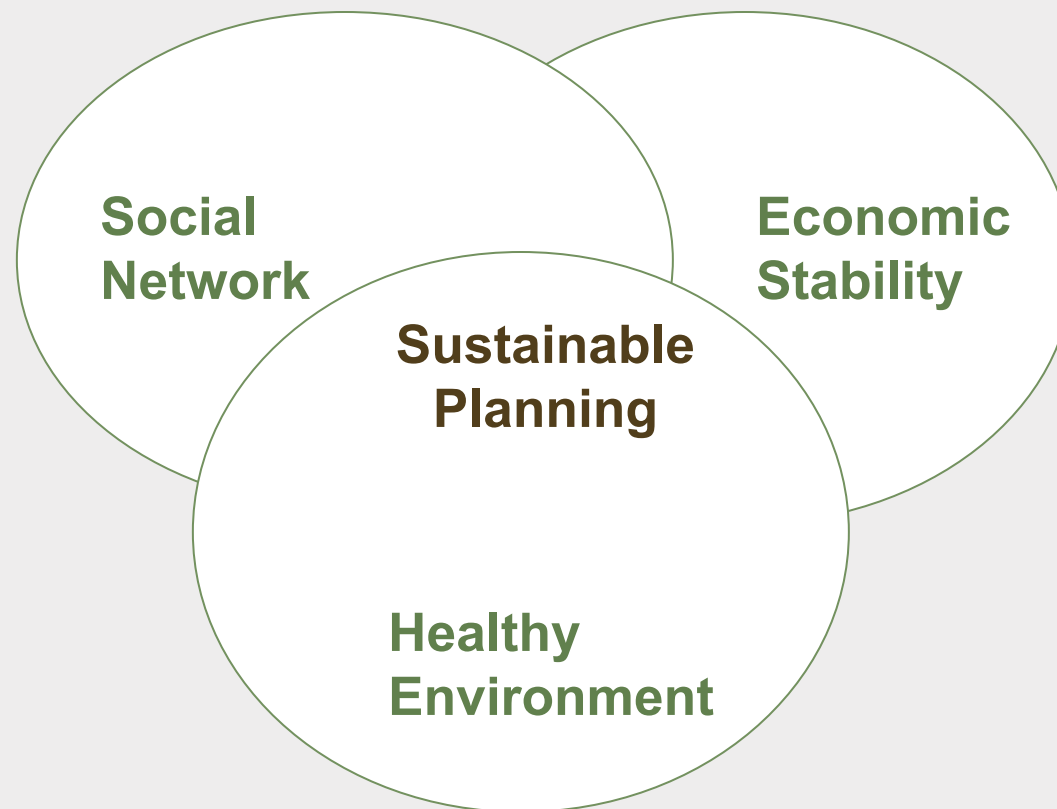 Social
Network
Economic
Stability
Sustainable
Planning
Healthy
Environment